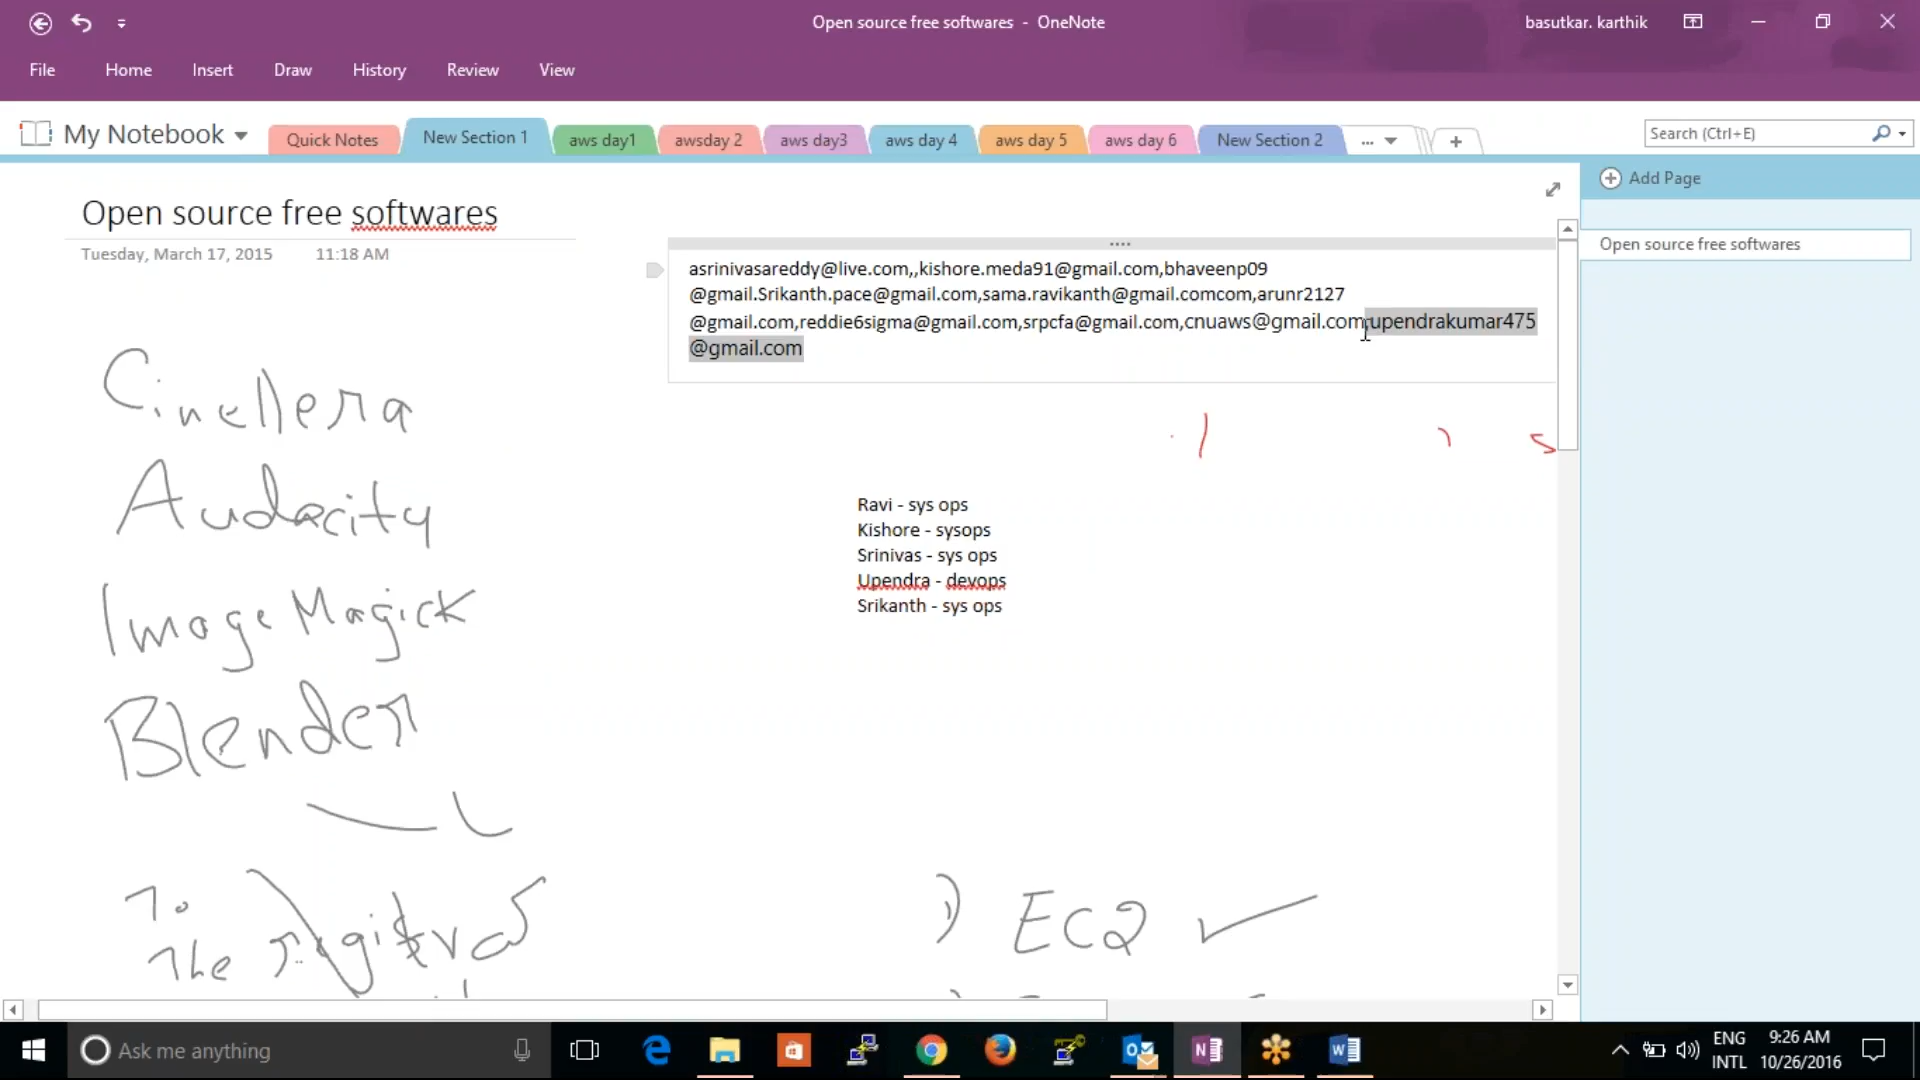 Open source free softwares - OneNote
basutkar. karthik
File Home Insert Draw History Review View
My Notebook Quick Notes New Section 1 aws day1 awsday 2 aws day3 aws day 4 aws day 5 aws day 6 New Section 2 ... +
Search (Ctrl+E)
Add Page
Open source free softwares
Open source free softwares
Tuesday, March 17, 2015 11:18 AM
asrinivasareddy@live.com,,kishore.meda91@gmail.com,bhaveenp09
@gmail.Srikanth.pace@gmail.com,sama.ravikanth@gmail.comcom,arunr2127
@gmail.com,reddie6sigma@gmail.com,srpcfa@gmail.com,cnuaws@gmail.com,upendrakumar475
@gmail.com
Cinellera
Audacity
ImageMagick
Blender
Ravi - sys ops
Kishore - sysops
Srinivas - sys ops
Upendra - devops
Srikanth - sys ops
To
The
1) EC2 ✓
Ask me anything
ENG
INTL
9:26 AM
10/26/2016